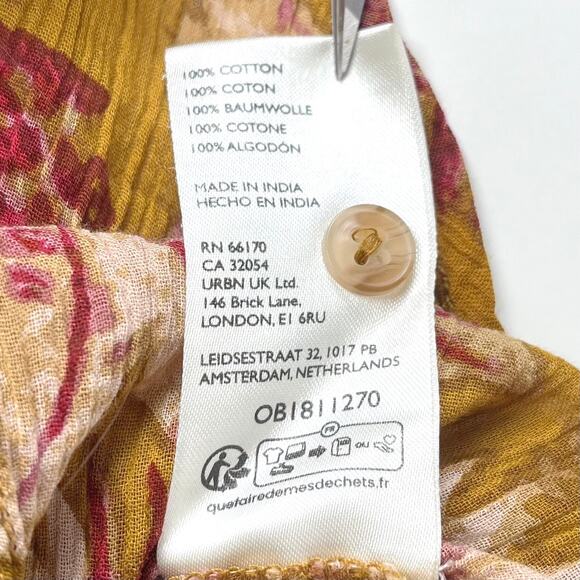 100% COTTON
100% COTON
100% BAUMWOLLE
100% COTONE
100% ALGODÓN
MADE IN INDIA
HECHO EN INDIA
RN 66170
CA 32054
URBN UK Ltd.
146 Brick Lane,
LONDON, E1 6RU
LEIDSESTRAAT 32, 1017 PB
AMSTERDAM, NETHERLANDS
OB1811270
FR
OU
quefairedemesdechets.fr